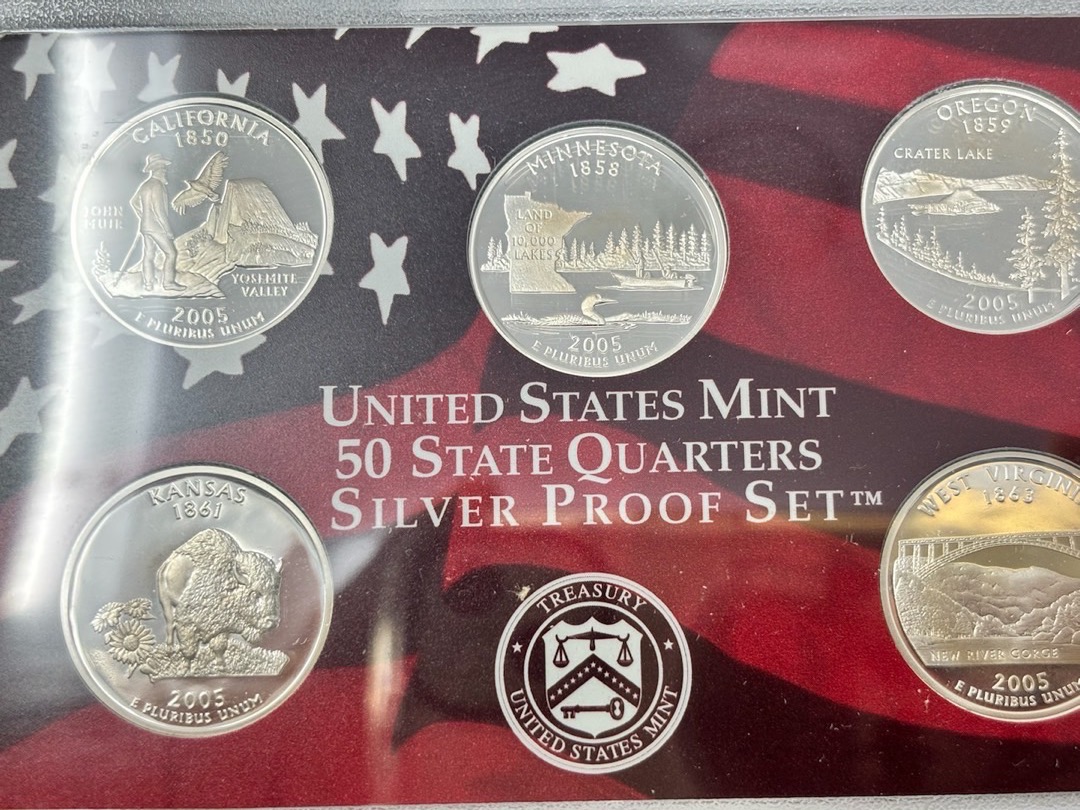 CALIFORNIA
1850
JOHN
MUIR
YOSEMITE
VALLEY
2005
E PLURIBUS UNUM
MINNESOTA
1858
LAND
OF
10,000
LAKES
2005
E PLURIBUS UNUM
OREGON
1859
CRATER LAKE
2005
E PLURIBUS UNUM
UNITED STATES MINT
50 STATE QUARTERS
SILVER PROOF SET™
KANSAS
1861
2005
E PLURIBUS UNUM
TREASURY
UNITED STATES MINT
WEST VIRGINI
1863
NEW RIVER GORGE
2005
E PLURIBUS UNUM